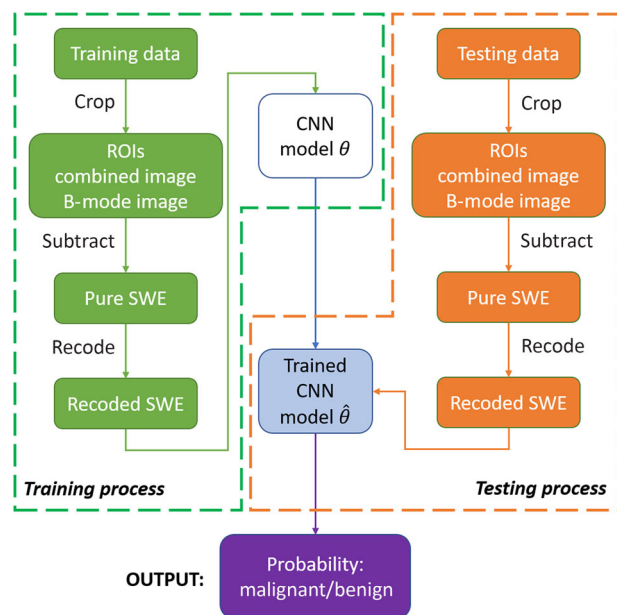 Training data
Crop
ROIs
combined image
B-mode image
Subtract
Pure SWE
Recode
Recoded SWE
Training process
CNN
model θ
Trained
CNN
model θ̂
Testing data
Crop
ROIs
combined image
B-mode image
Subtract
Pure SWE
Recode
Recoded SWE
Testing process
OUTPUT:
Probability:
malignant/benign